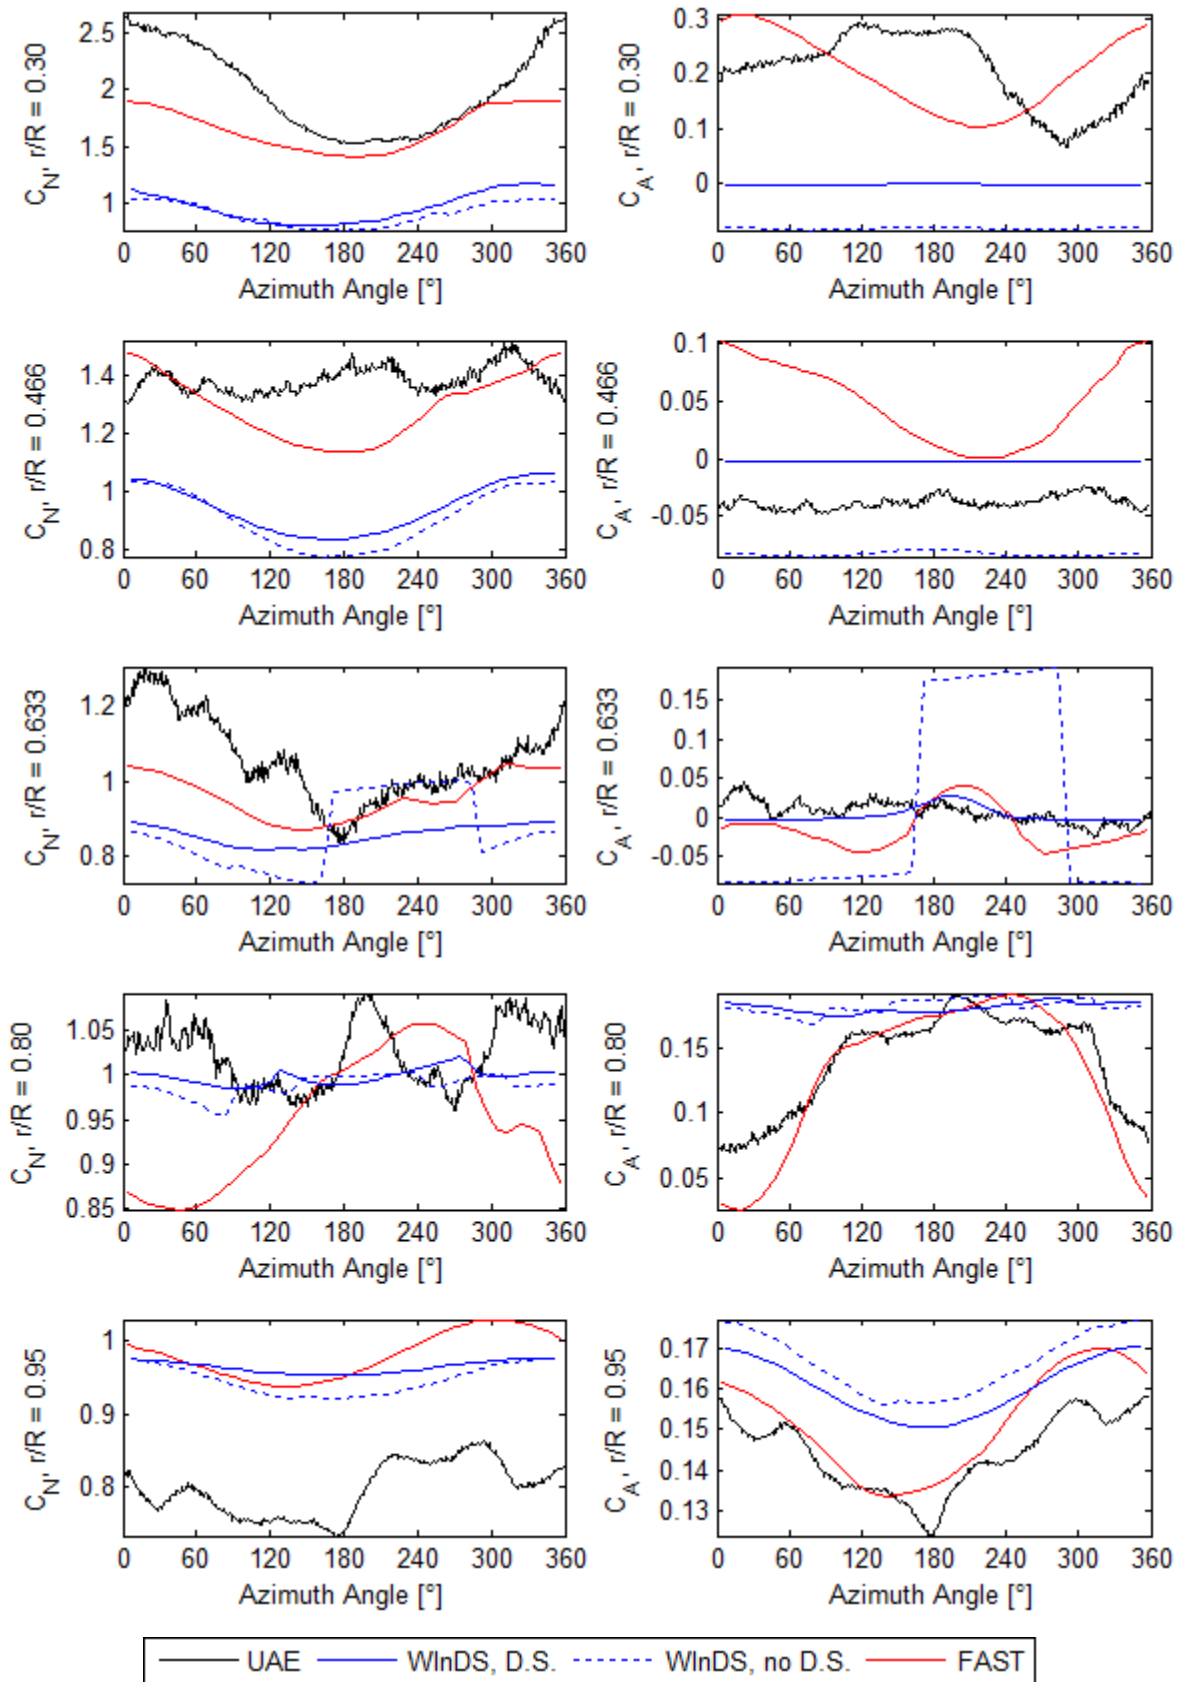 C_N, r/R = 0.30
2.5
2
1.5
1
0 60 120 180 240 300 360
Azimuth Angle [°]
C_A, r/R = 0.30
0.3
0.2
0.1
0
0 60 120 180 240 300 360
Azimuth Angle [°]
C_N, r/R = 0.466
1.4
1.2
1
0.8
0 60 120 180 240 300 360
Azimuth Angle [°]
C_A, r/R = 0.466
0.1
0.05
0
-0.05
0 60 120 180 240 300 360
Azimuth Angle [°]
C_N, r/R = 0.633
1.2
1
0.8
0 60 120 180 240 300 360
Azimuth Angle [°]
C_A, r/R = 0.633
0.15
0.1
0.05
0
-0.05
0 60 120 180 240 300 360
Azimuth Angle [°]
C_N, r/R = 0.80
1.05
1
0.95
0.9
0.85
0 60 120 180 240 300 360
Azimuth Angle [°]
C_A, r/R = 0.80
0.15
0.1
0.05
0 60 120 180 240 300 360
Azimuth Angle [°]
C_N, r/R = 0.95
1
0.9
0.8
0 60 120 180 240 300 360
Azimuth Angle [°]
C_A, r/R = 0.95
0.17
0.16
0.15
0.14
0.13
0 60 120 180 240 300 360
Azimuth Angle [°]
UAE WInDS, D.S. WInDS, no D.S. FAST